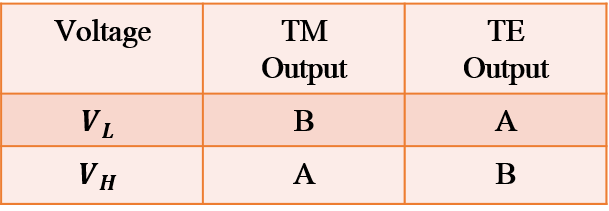 Voltage TM Output TE Output
V_L B A
V_H A B